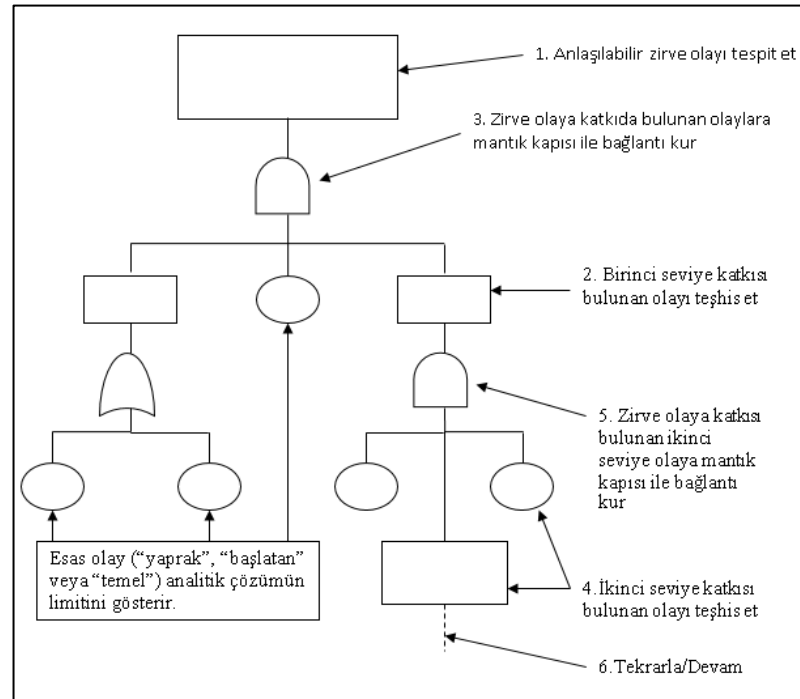 1. Anlaşılabilir zirve olayı tespit et
3. Zirve olaya katkıda bulunan olaylara
mantık kapısı ile bağlantı kur
2. Birinci seviye katkısı
bulunan olayı teşhis et
5. Zirve olaya katkısı
bulunan ikinci
seviye olaya mantık
kapısı ile bağlantı
kur
Esas olay (“yaprak”, “başlatan”
veya “temel”) analitik çözümün
limitini gösterir.
4.İkinci seviye katkısı
bulunan olayı teşhis et
6.Tekrarla/Devam